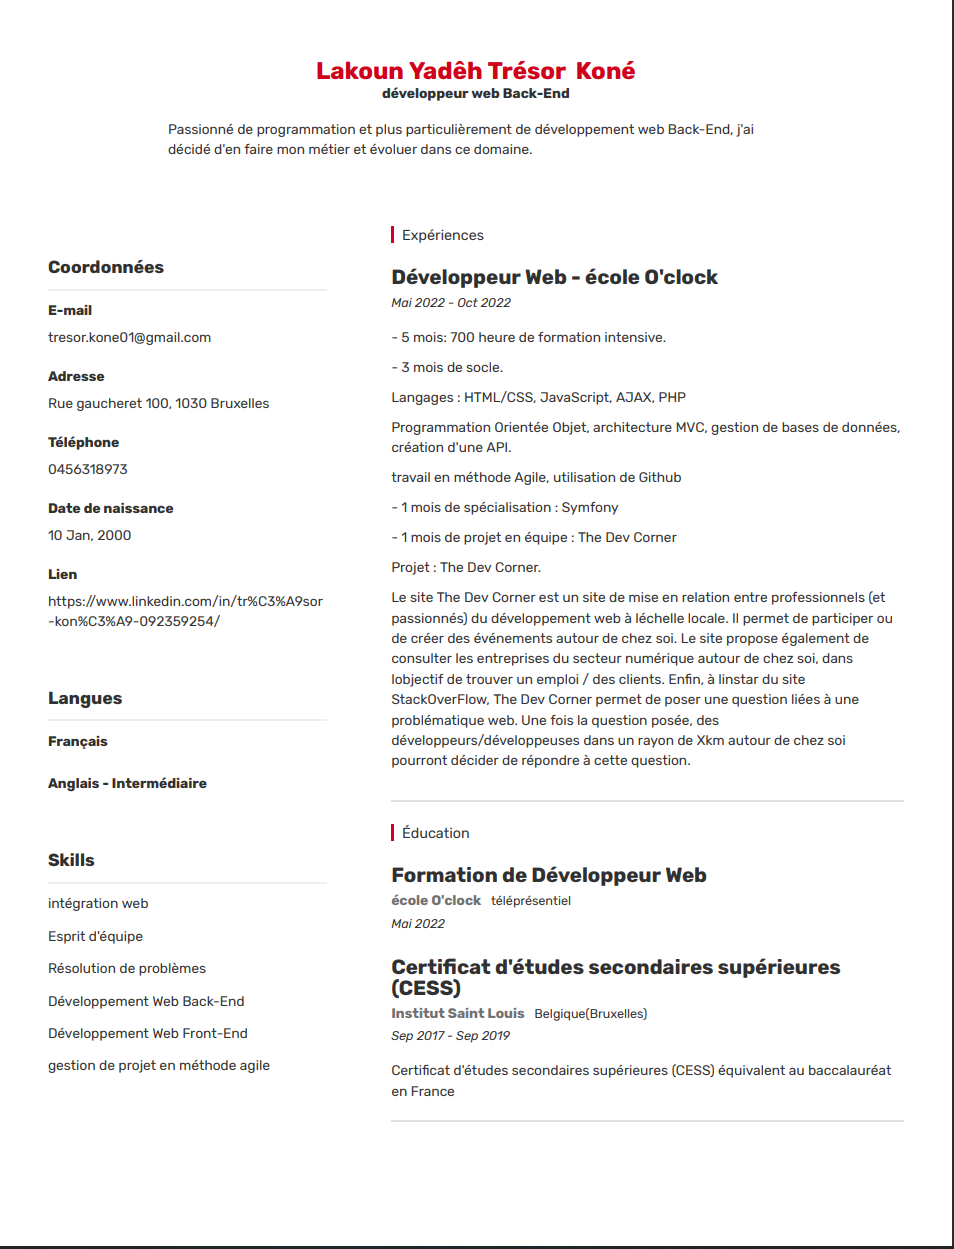 Lakoun Yadêh Trésor Koné
développeur web Back-End
Passionné de programmation et plus particulièrement de développement web Back-End, j'ai
décidé d'en faire mon métier et évoluer dans ce domaine.
Coordonnées
E-mail
tresor.kone01@gmail.com
Adresse
Rue gaucheret 100, 1030 Bruxelles
Téléphone
0456318973
Date de naissance
10 Jan, 2000
Lien
https://www.linkedin.com/in/tr%C3%A9sor
-kon%C3%A9-092359254/
Langues
Français
Anglais - Intermédiaire
Skills
intégration web
Esprit d'équipe
Résolution de problèmes
Développement Web Back-End
Développement Web Front-End
gestion de projet en méthode agile
Expériences
Développeur Web - école O'clock
Mai 2022 - Oct 2022
- 5 mois: 700 heure de formation intensive.
- 3 mois de socle.
Langages : HTML/CSS, JavaScript, AJAX, PHP
Programmation Orientée Objet, architecture MVC, gestion de bases de données,
création d'une API.
travail en méthode Agile, utilisation de Github
- 1 mois de spécialisation : Symfony
- 1 mois de projet en équipe : The Dev Corner
Projet : The Dev Corner.
Le site The Dev Corner est un site de mise en relation entre professionnels (et
passionnés) du développement web à léchelle locale. Il permet de participer ou
de créer des événements autour de chez soi. Le site propose également de
consulter les entreprises du secteur numérique autour de chez soi, dans
lobjectif de trouver un emploi / des clients. Enfin, à linstar du site
StackOverFlow, The Dev Corner permet de poser une question liées à une
problématique web. Une fois la question posée, des
développeurs/développeuses dans un rayon de Xkm autour de chez soi
pourront décider de répondre à cette question.
Éducation
Formation de Développeur Web
école O'clock téléprésentiel
Mai 2022
Certificat d'études secondaires supérieures
(CESS)
Institut Saint Louis Belgique(Bruxelles)
Sep 2017 - Sep 2019
Certificat d'études secondaires supérieures (CESS) équivalent au baccalauréat
en France